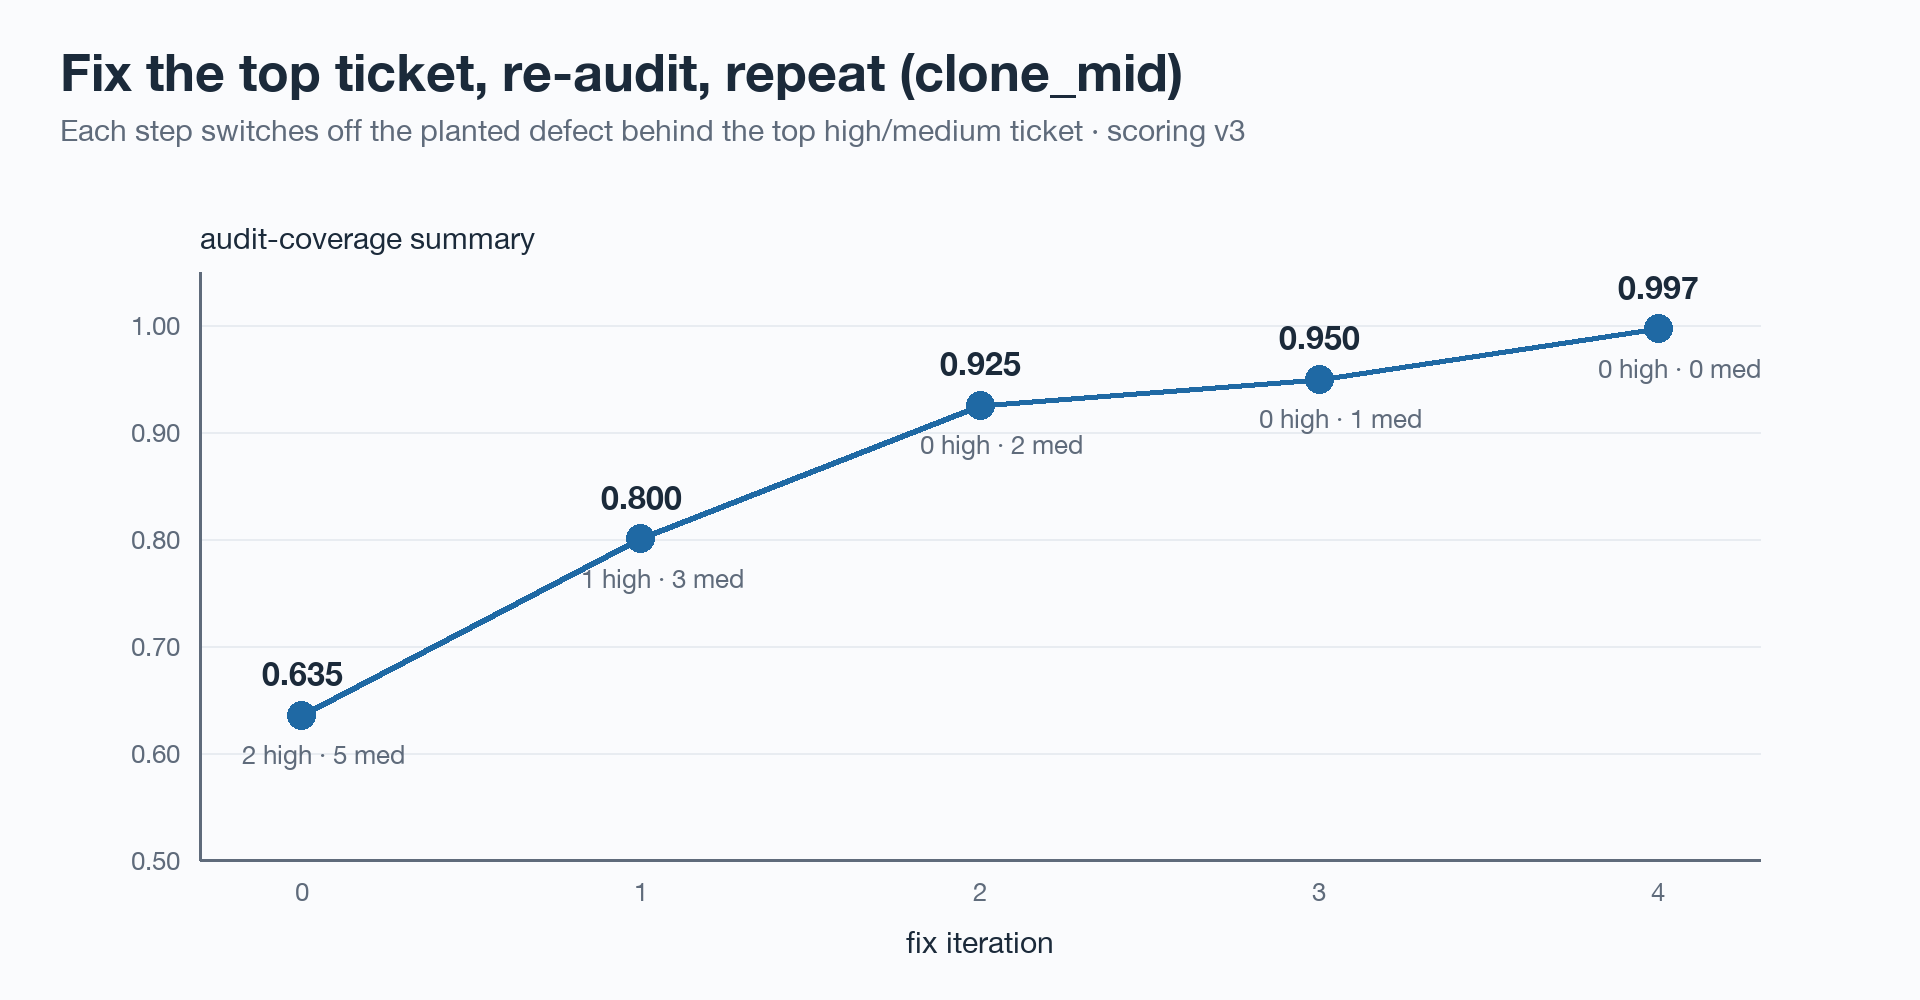 Fix the top ticket, re-audit, repeat (clone_mid)
Each step switches off the planted defect behind the top high/medium ticket · scoring v3
audit-coverage summary
0.997
1.00
0.950
0.925
0 high · 0 med
0 high · 1 med
0.90
0 high · 2 med
0.800
0.80
1 high · 3 med
0.70
0.635
2 high · 5 med
0.60
0.50
0 1 2 3 4
fix iteration